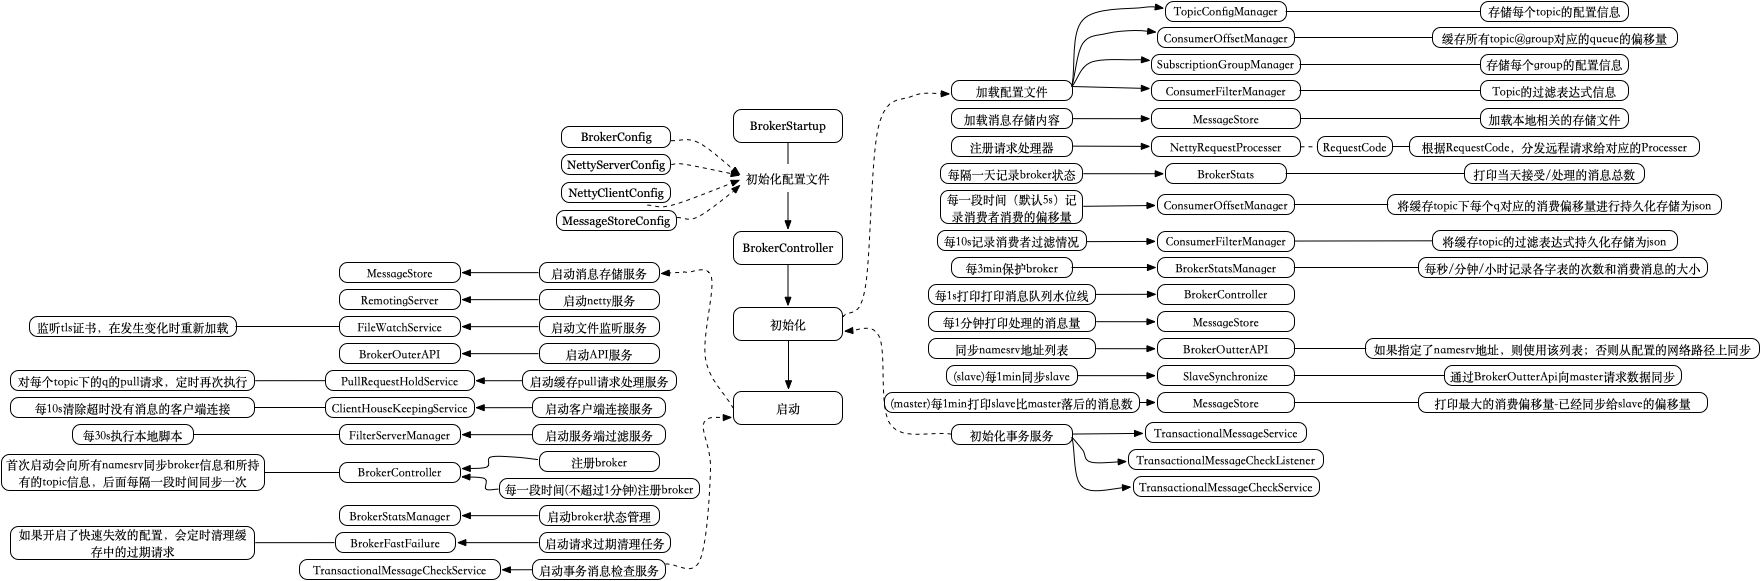 BrokerStartup
BrokerConfig
NettyServerConfig
NettyClientConfig
MessageStoreConfig
初始化配置文件
BrokerController
初始化
启动
加载配置文件
TopicConfigManager
存储每个topic的配置信息
ConsumerOffsetManager
缓存所有topic@group对应的queue的偏移量
SubscriptionGroupManager
存储每个group的配置信息
ConsumerFilterManager
Topic的过滤表达式信息
加载消息存储内容
MessageStore
加载本地相关的存储文件
注册请求处理器
NettyRequestProcesser
RequestCode
根据RequestCode，分发远程请求给对应的Processer
每隔一天记录broker状态
BrokerStats
打印当天接受/处理的消息总数
每一段时间（默认5s）记
录消费者消费的偏移量
ConsumerOffsetManager
将缓存topic下每个q对应的消费偏移量进行持久化存储为json
每10s记录消费者过滤情况
ConsumerFilterManager
将缓存topic的过滤表达式持久化存储为json
每3min保护broker
BrokerStatsManager
每秒/分钟/小时记录各字表的次数和消费消息的大小
每1s打印打印消息队列水位线
BrokerController
每1分钟打印处理的消息量
MessageStore
同步namesrv地址列表
BrokerOutterAPI
如果指定了namesrv地址，则使用该列表；否则从配置的网络路径上同步
(slave)每1min同步slave
SlaveSynchronize
通过BrokerOutterApi向master请求数据同步
(master)每1min打印slave比master落后的消息数
MessageStore
打印最大的消费偏移量-已经同步给slave的偏移量
初始化事务服务
TransactionalMessageService
TransactionalMessageCheckListener
TransactionalMessageCheckService
启动消息存储服务
MessageStore
启动netty服务
RemotingServer
启动文件监听服务
FileWatchService
监听tls证书，在发生变化时重新加载
启动API服务
BrokerOuterAPI
启动缓存pull请求处理服务
PullRequestHoldService
对每个topic下的q的pull请求，定时再次执行
启动客户端连接服务
ClientHouseKeepingService
每10s清除超时没有消息的客户端连接
启动服务端过滤服务
FilterServerManager
每30s执行本地脚本
注册broker
每一段时间(不超过1分钟)注册broker
BrokerController
首次启动会向所有namesrv同步broker信息和所持
有的topic信息，后面每隔一段时间同步一次
启动broker状态管理
BrokerStatsManager
启动请求过期清理任务
BrokerFastFailure
如果开启了快速失效的配置，会定时清理缓
存中的过期请求
启动事务消息检查服务
TransactionalMessageCheckService